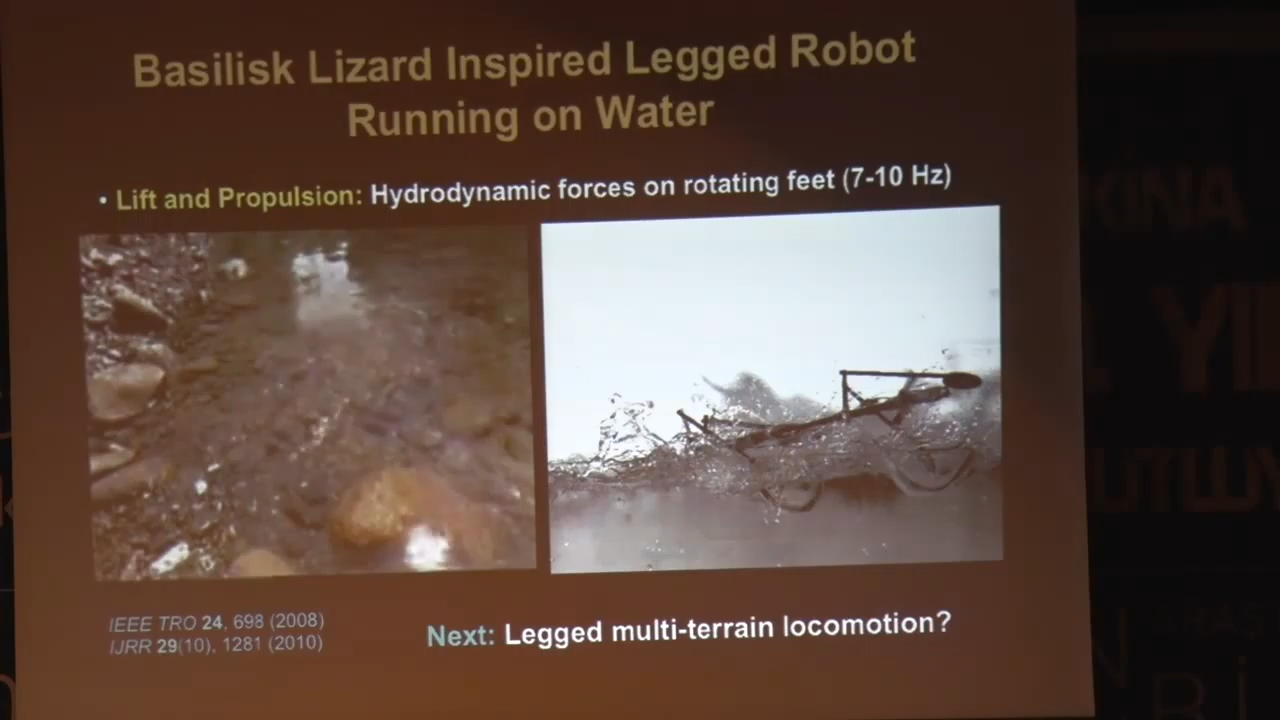 Basilisk Lizard Inspired Legged Robot
Running on Water
• Lift and Propulsion: Hydrodynamic forces on rotating feet (7-10 Hz)
IEEE TRO 24, 698 (2008)
IJRR 29(10), 1281 (2010)
Next: Legged multi-terrain locomotion?